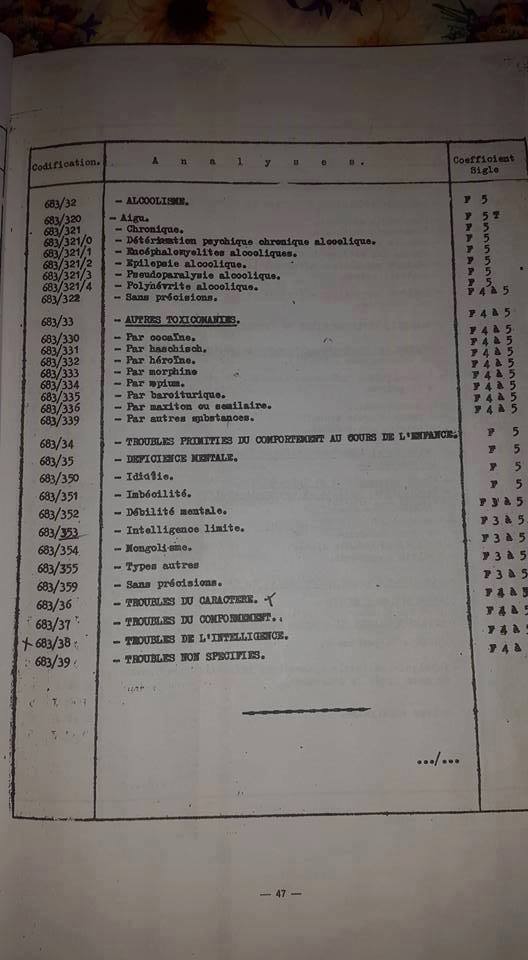 Codification. Analyses. Coefficient Sigle
683/32 - ALCOOLISME. P 5
683/320 - Aigu. P 5 T
683/321 - Chronique. P 5
683/321/0 - Détérimation psychique chronique alcoolique. P 5
683/321/1 - Encéphalomyelites alcooliques. P 5
683/321/2 - Epilepsie alcoolique. P 5
683/321/3 - Pseudoparalysie alcoolique. P 5
683/321/4 - Polynévrite alcoolique. P 5
683/322 - Sans précisions. P 4 à 5
683/33 - AUTRES TOXICOMANIES. P 4 à 5
683/330 - Par cocaïne. P 4 à 5
683/331 - Par haschisch. P 4 à 5
683/332 - Par héroïne. P 4 à 5
683/333 - Par morphine P 4 à 5
683/334 - Par opium. P 4 à 5
683/335 - Par baroiturique. P 4 à 5
683/336 - Par maxiton ou semilaire. P 4 à 5
683/339 - Par autres substances. P 4 à 5
683/34 - TROUBLES PRIMITIFS DU COMPORTEMENT AU COURS DE L'ENFANCE. P 5
683/35 - DEFICIENCE MENTALE. P 5
683/350 - Idiotie. P 5
683/351 - Imbécilité. P 5
683/352 - Débilité mentale. P 3 à 5
683/353 - Intelligence limite. P 3 à 5
683/354 - Mongolisme. P 3 à 5
683/355 - Types autres P 3 à 5
683/359 - Sans précisions. P 3 à 5
683/36 - TROUBLES DU CARACTERE. P 4 à 5
683/37 - TROUBLES DU P 4 à 5
683/38 - TROUBLES DE L'INTELLIGENCE. P 4 à
683/39 - TROUBLES NON SPECIFIES. P 4 à
.../...
— 47 —